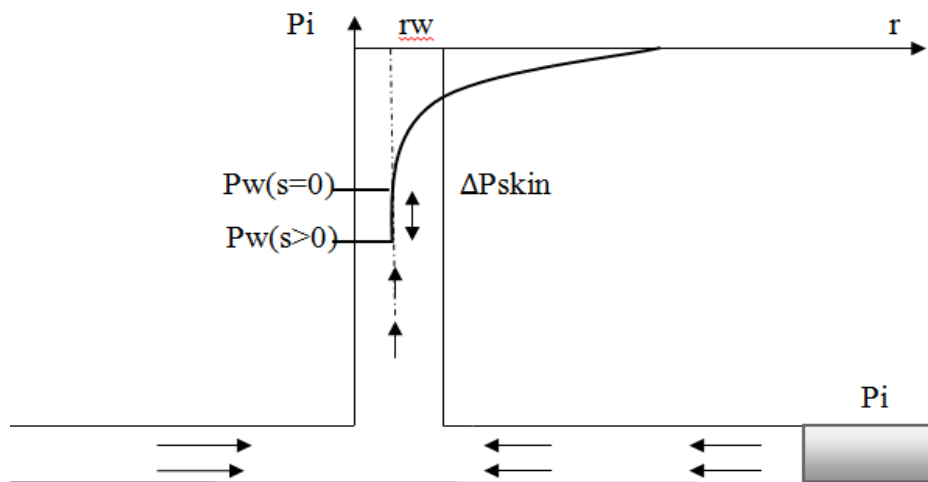 Pi
rw
r
Pw(s=0)
ΔPskin
Pw(s>0)
Pi